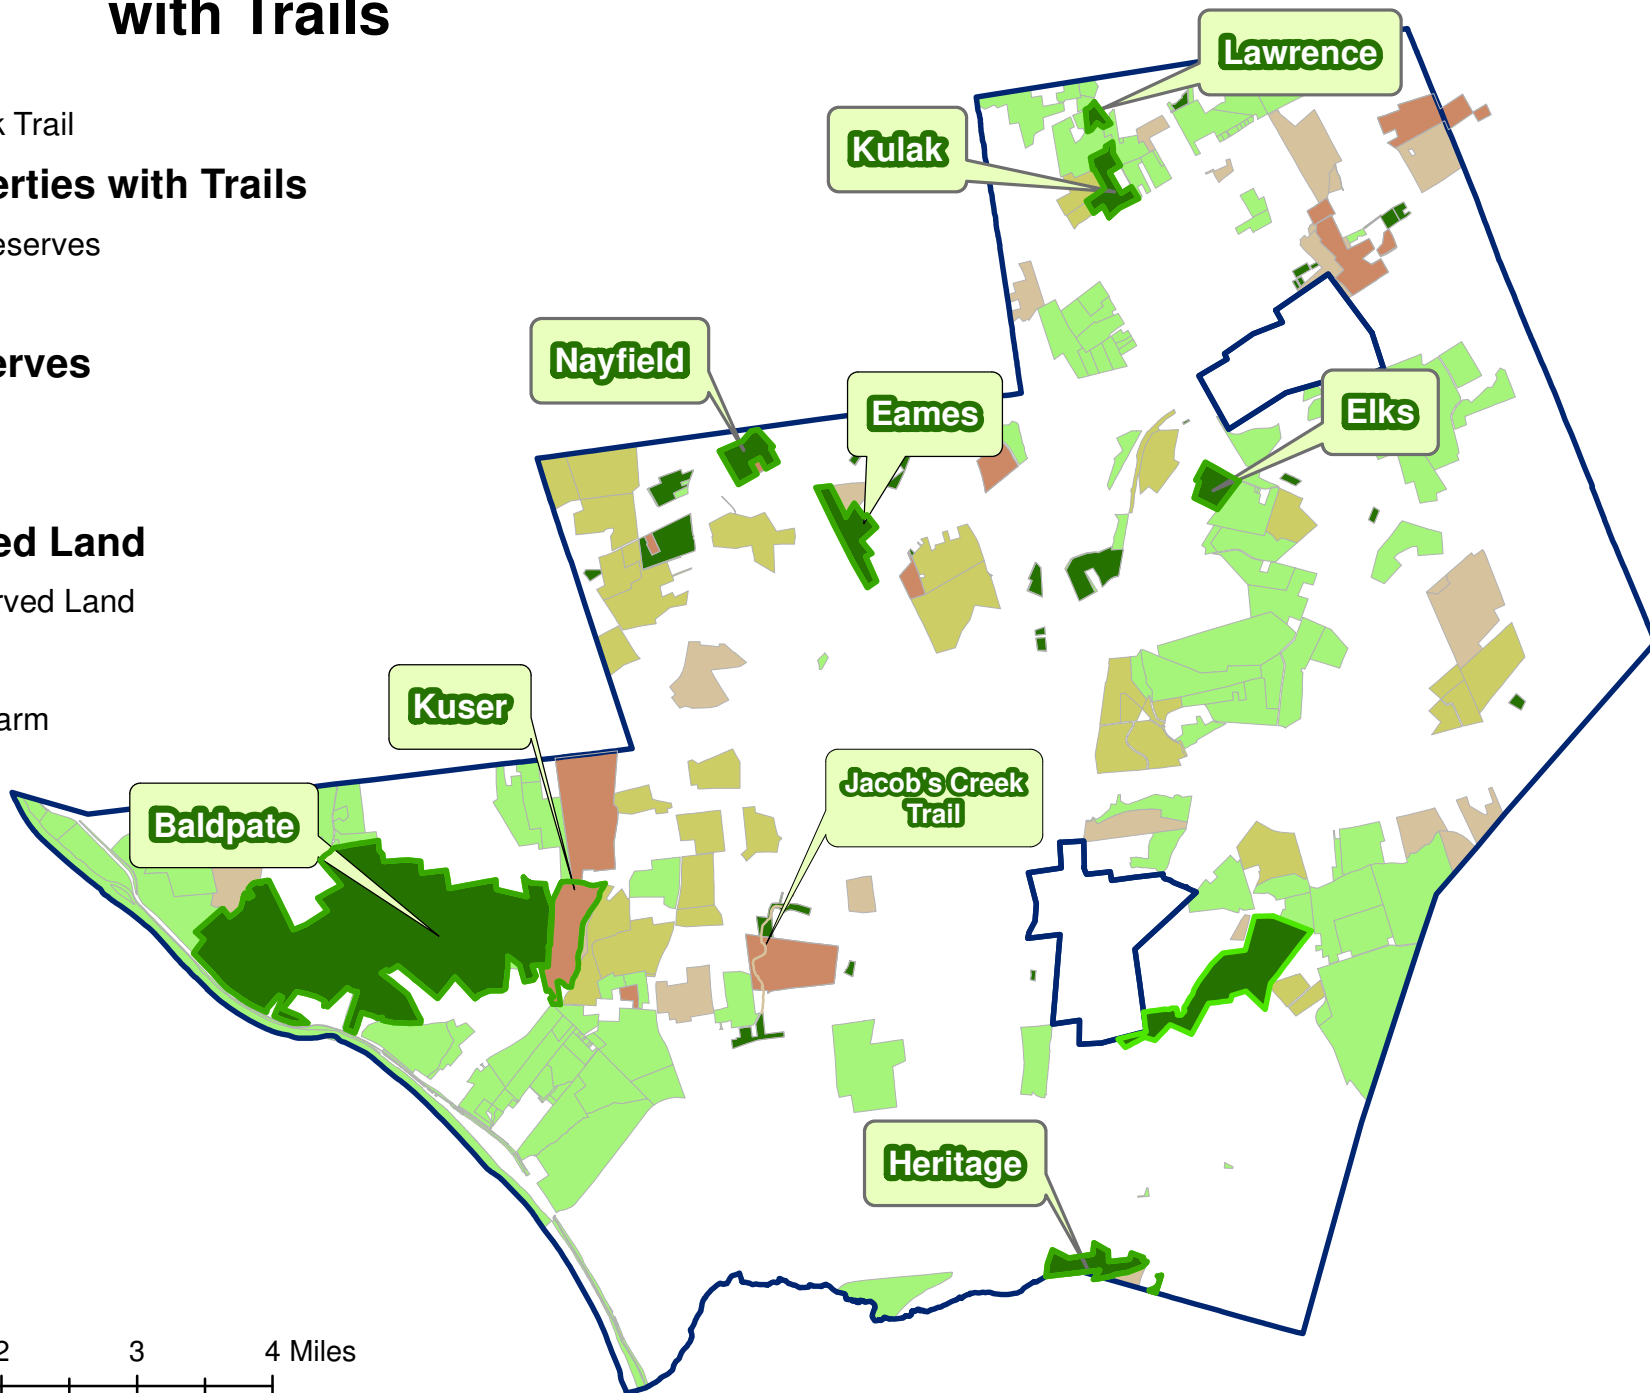 with Trails
k Trail
erties with Trails
eserves
erves
ed Land
rved Land
arm
Lawrence
Kulak
Nayfield
Eames
Elks
Kuser
Jacob's Creek
Trail
Baldpate
Heritage
2 3 4 Miles